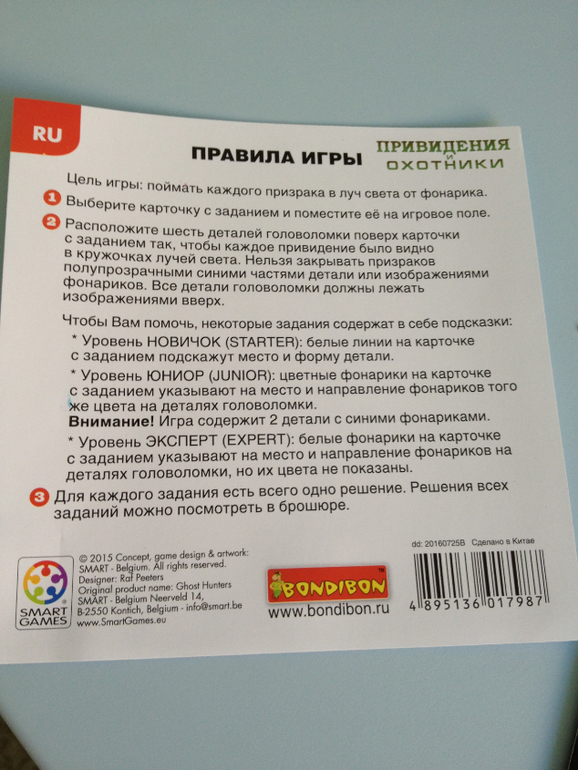 RU
ПРАВИЛА ИГРЫ
ПРИВИДЕНИЯ
И
ОХОТНИКИ
Цель игры: поймать каждого призрака в луч света от фонарика.
1 Выберите карточку с заданием и поместите её на игровое поле.
2 Расположите шесть деталей головоломки поверх карточки
с заданием так, чтобы каждое привидение было видно
в кружочках лучей света. Нельзя закрывать призраков
полупрозрачными синими частями детали или изображениями
фонариков. Все детали головоломки должны лежать
изображениями вверх.
Чтобы Вам помочь, некоторые задания содержат в себе подсказки:
* Уровень НОВИЧОК (STARTER): белые линии на карточке
с заданием подскажут место и форму детали.
* Уровень ЮНИОР (JUNIOR): цветные фонарики на карточке
с заданием указывают на место и направление фонариков того
же цвета на деталях головоломки.
Внимание! Игра содержит 2 детали с синими фонариками.
* Уровень ЭКСПЕРТ (EXPERT): белые фонарики на карточке
с заданием указывают на место и направление фонариков на
деталях головоломки, но их цвета не показаны.
3 Для каждого задания есть всего одно решение. Решения всех
заданий можно посмотреть в брошюре.
SMART
GAMES
© 2015 Concept, game design & artwork:
SMART - Belgium. All rights reserved.
Designer: Raf Peeters
Original product name: Ghost Hunters
SMART - Belgium Neerveld 14,
B-2550 Kontich, Belgium - info@smart.be
www.SmartGames.eu
BONDIBON™
www.bondibon.ru
dd: 20160725B Сделано в Китае
4 895136 017987